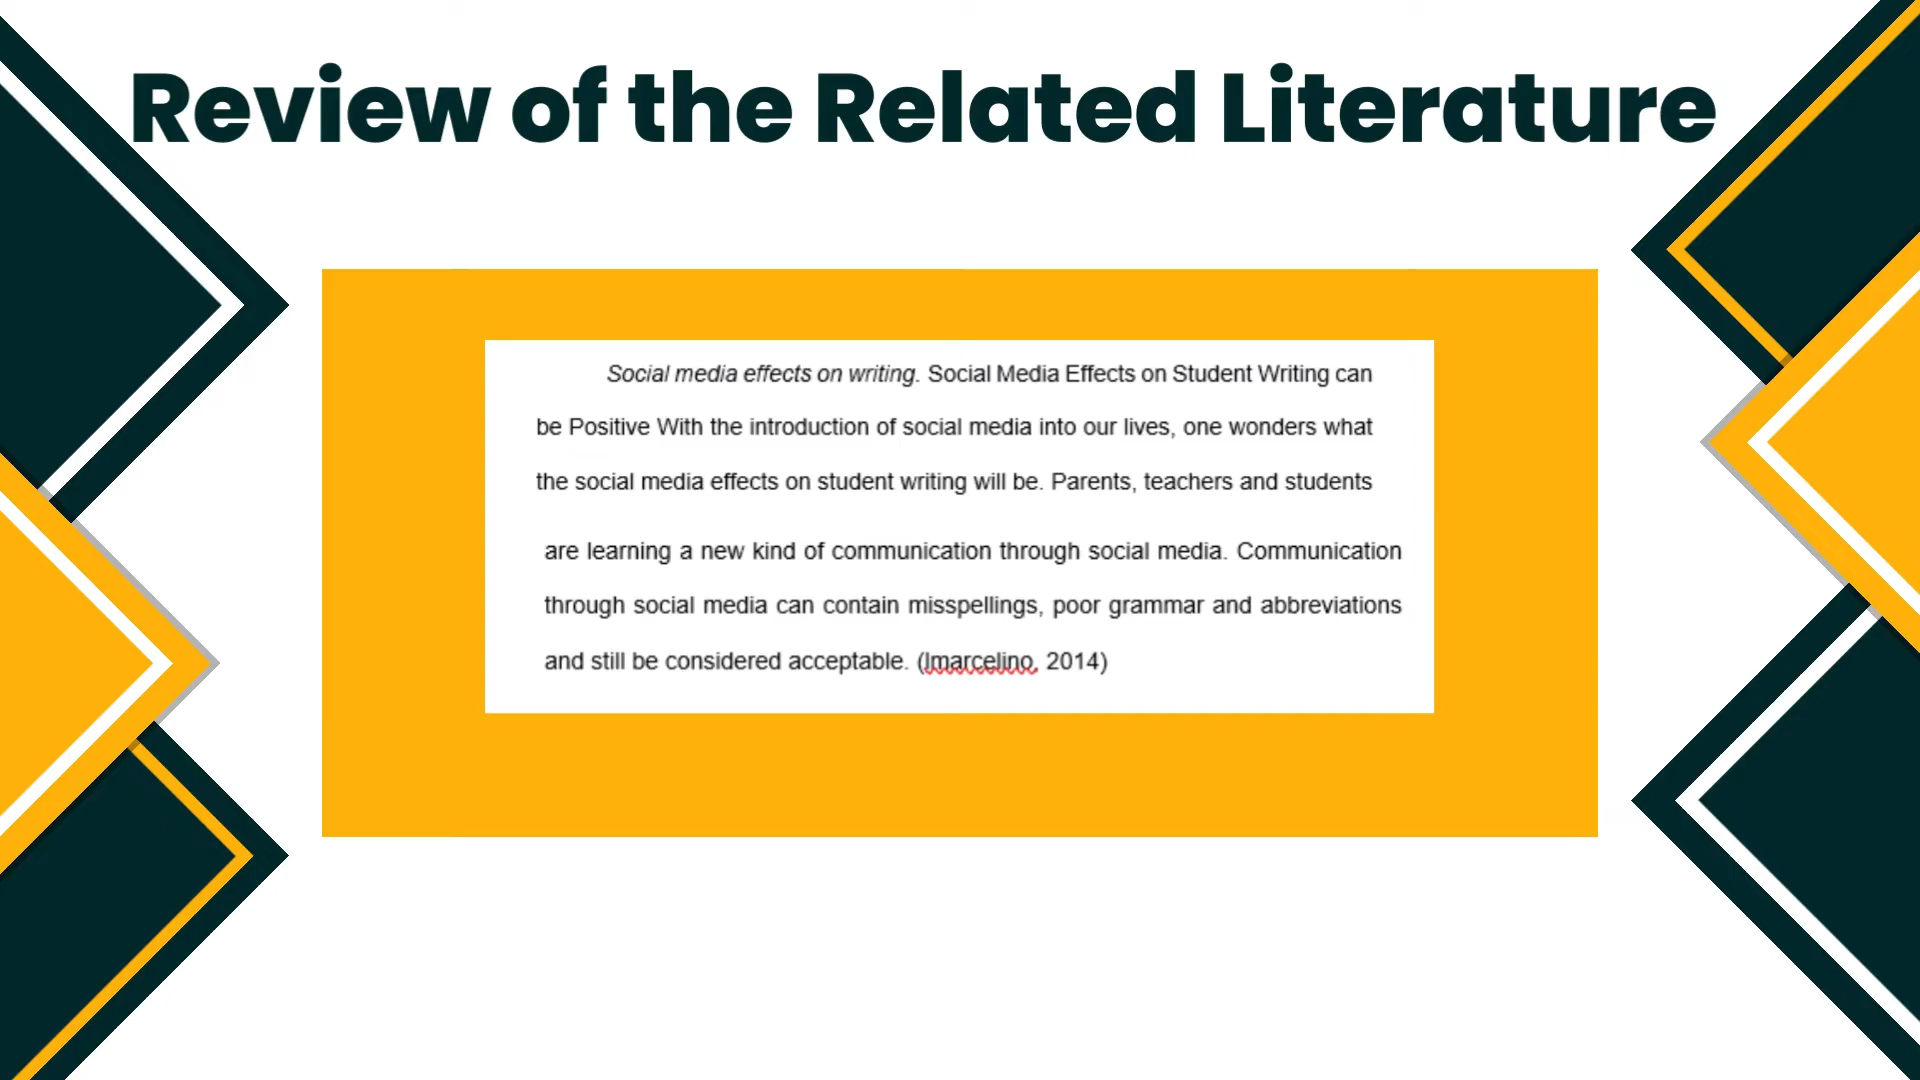 Review of the Related Literature
Social media effects on writing. Social Media Effects on Student Writing can
be Positive With the introduction of social media into our lives, one wonders what
the social media effects on student writing will be. Parents, teachers and students
are learning a new kind of communication through social media. Communication
through social media can contain misspellings, poor grammar and abbreviations
and still be considered acceptable. (lmarcelino, 2014)